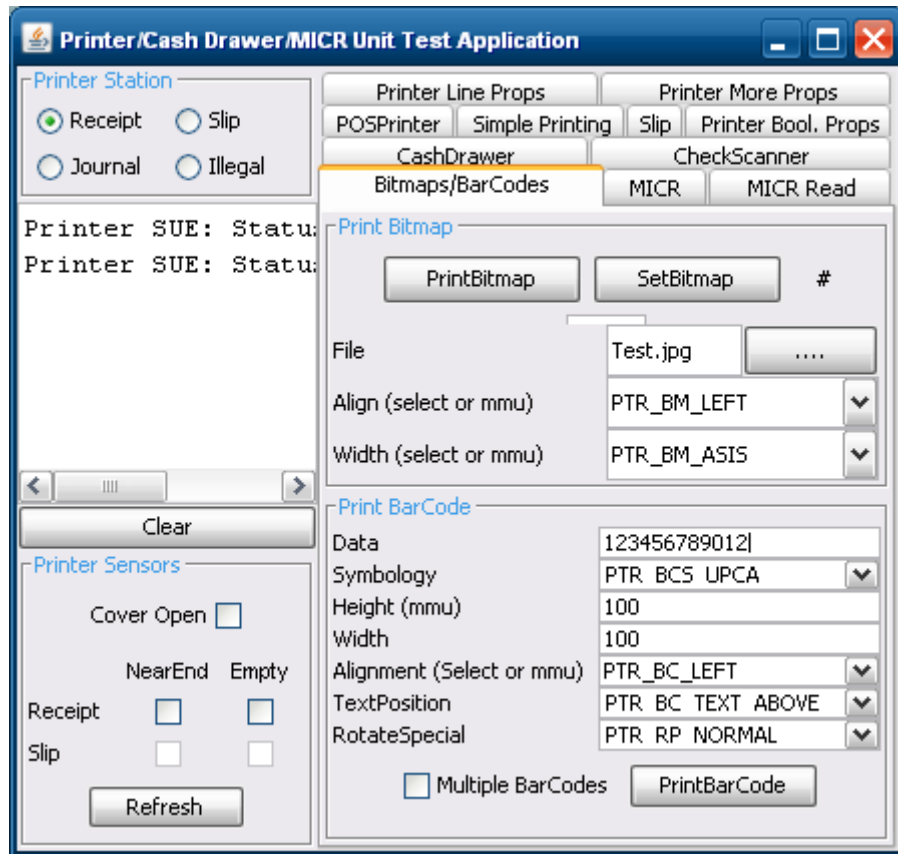 Printer/Cash Drawer/MICR Unit Test Application
Printer Station
Receipt
Slip
Journal
Illegal
Printer SUE: Statu
Printer SUE: Statu
Clear
Printer Sensors
Cover Open
NearEnd Empty
Receipt
Slip
Refresh
Printer Line Props
Printer More Props
POSPrinter
Simple Printing
Slip
Printer Bool. Props
CashDrawer
CheckScanner
Bitmaps/BarCodes
MICR
MICR Read
Print Bitmap
PrintBitmap
SetBitmap
#
File
Test.jpg
....
Align (select or mmu)
PTR_BM_LEFT
Width (select or mmu)
PTR_BM_ASIS
Print BarCode
Data
123456789012
Symbology
PTR_BCS_UPCA
Height (mmu)
100
Width
100
Alignment (Select or mmu)
PTR_BC_LEFT
TextPosition
PTR_BC_TEXT_ABOVE
RotateSpecial
PTR_RP_NORMAL
Multiple BarCodes
PrintBarCode